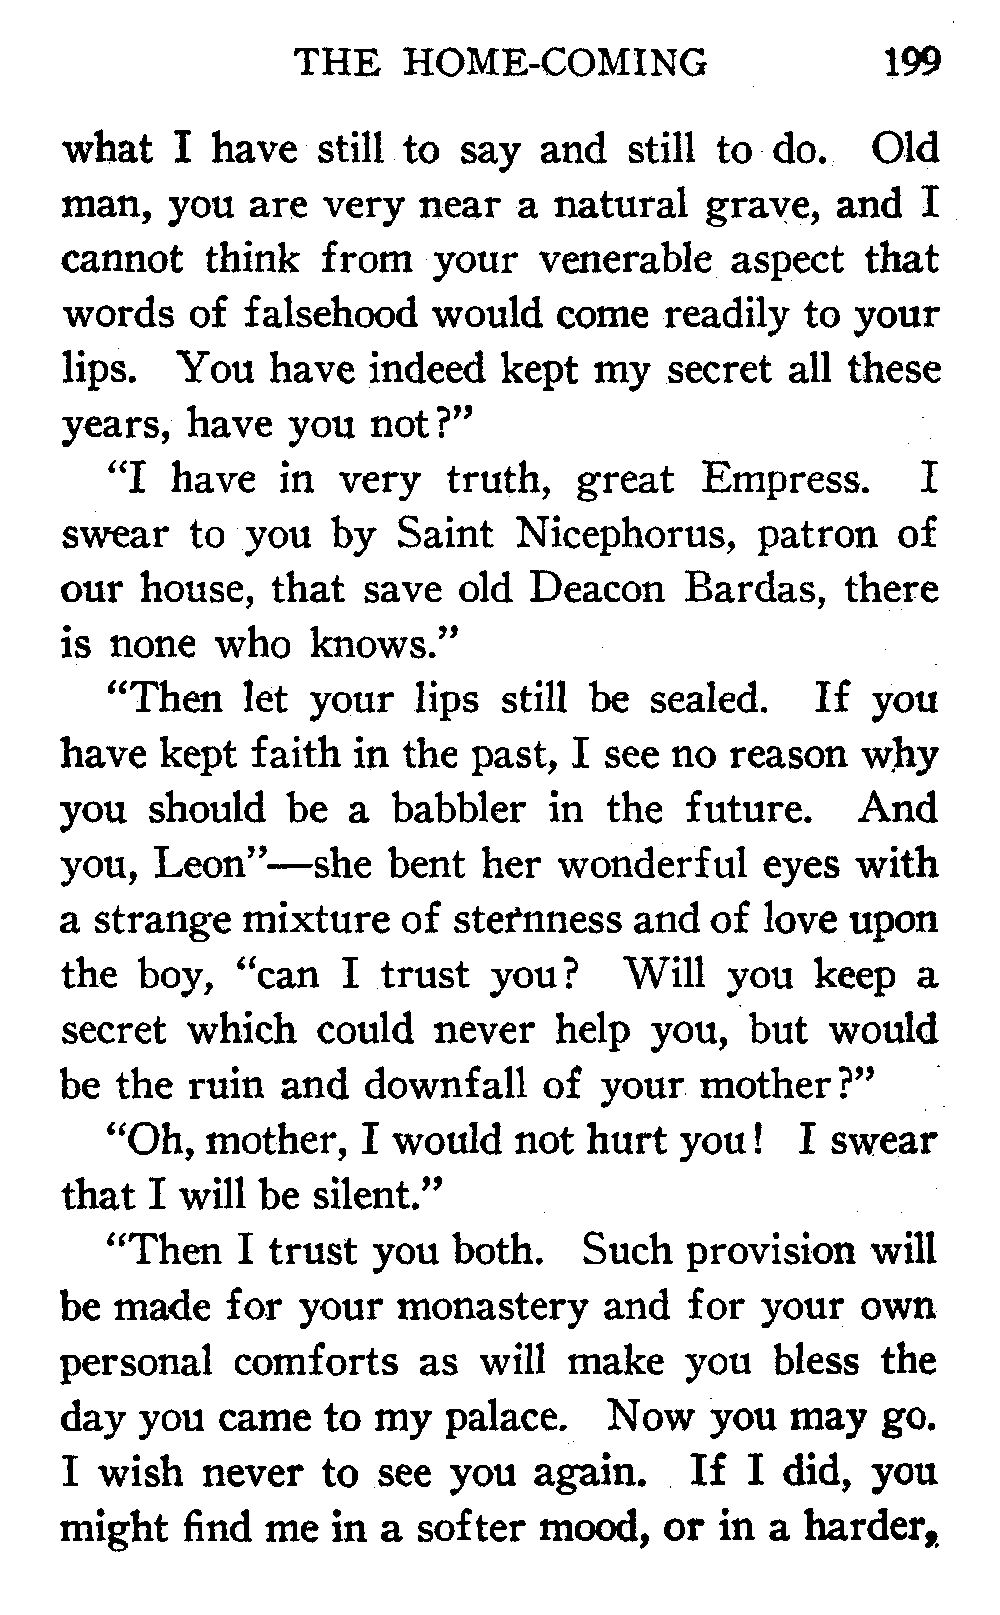 THE HOME-COMING 199
what I have still to say and still to do. Old
man, you are very near a natural grave, and I
cannot think from your venerable aspect that
words of falsehood would come readily to your
lips. You have indeed kept my secret all these
years, have you not?”
“I have in very truth, great Empress. I
swear to you by Saint Nicephorus, patron of
our house, that save old Deacon Bardas, there
is none who knows.”
“Then let your lips still be sealed. If you
have kept faith in the past, I see no reason why
you should be a babbler in the future. And
you, Leon”—she bent her wonderful eyes with
a strange mixture of sternness and of love upon
the boy, “can I trust you? Will you keep a
secret which could never help you, but would
be the ruin and downfall of your mother?”
“Oh, mother, I would not hurt you! I swear
that I will be silent.”
“Then I trust you both. Such provision will
be made for your monastery and for your own
personal comforts as will make you bless the
day you came to my palace. Now you may go.
I wish never to see you again. If I did, you
might find me in a softer mood, or in a harder,